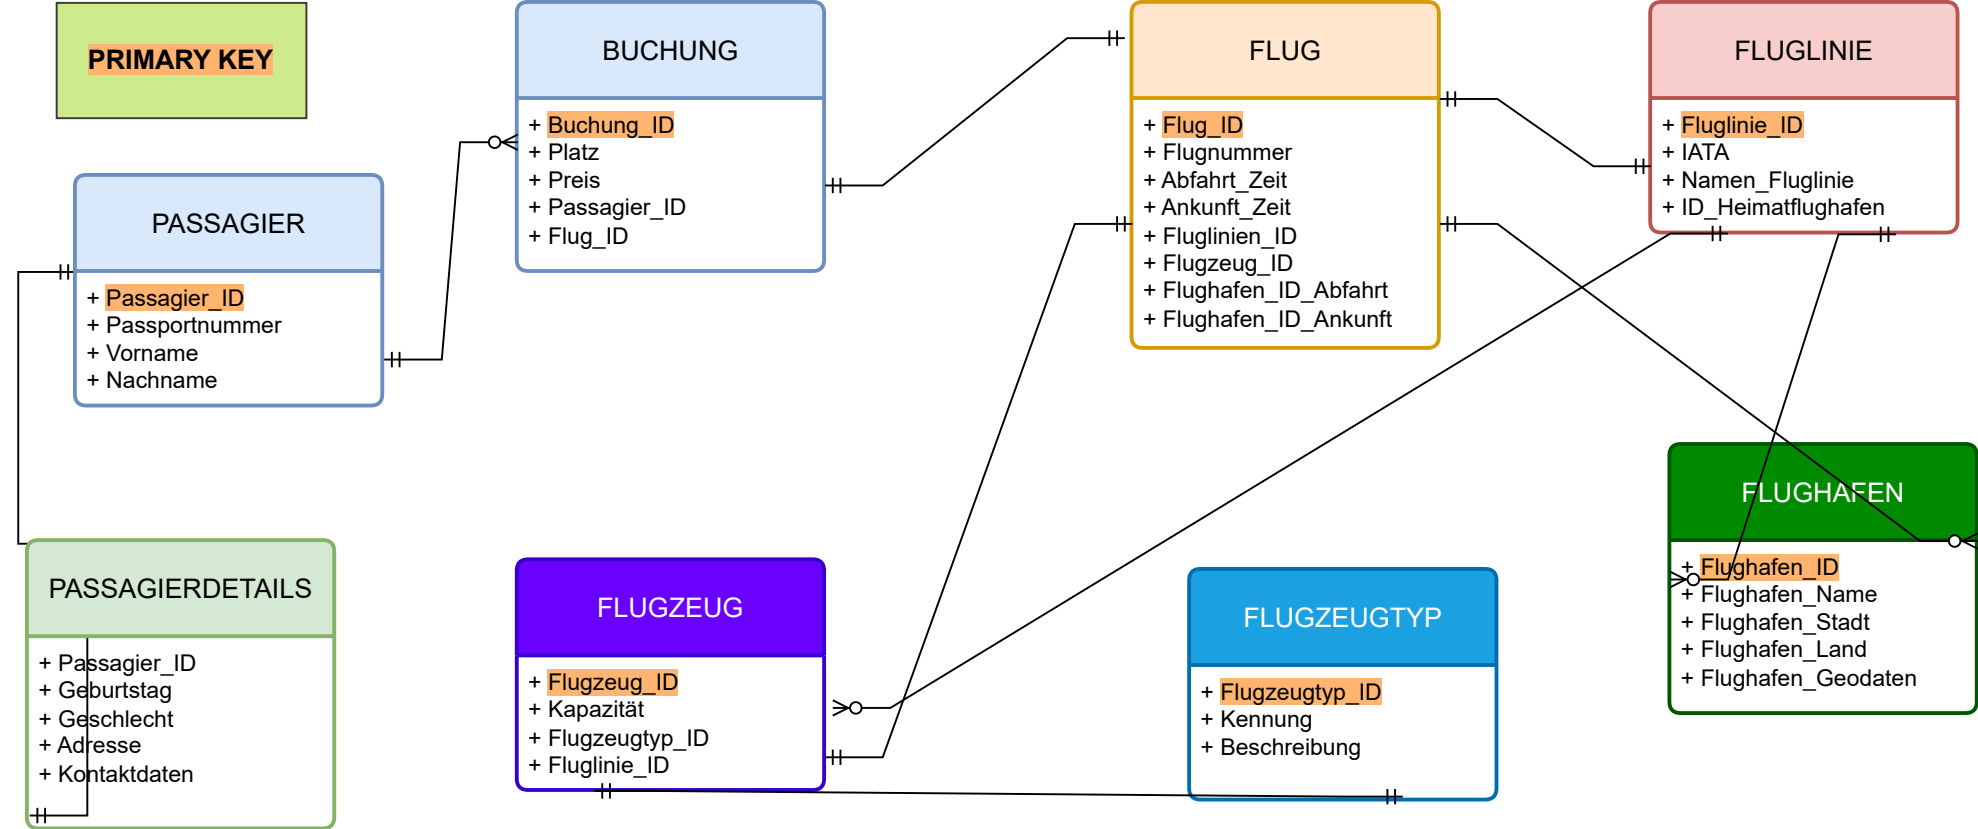 PRIMARY KEY
BUCHUNG
+ Buchung_ID
+ Platz
+ Preis
+ Passagier_ID
+ Flug_ID
FLUG
+ Flug_ID
+ Flugnummer
+ Abfahrt_Zeit
+ Ankunft_Zeit
+ Fluglinien_ID
+ Flugzeug_ID
+ Flughafen_ID_Abfahrt
+ Flughafen_ID_Ankunft
FLUGLINIE
+ Fluglinie_ID
+ IATA
+ Namen_Fluglinie
+ ID_Heimatflughafen
PASSAGIER
+ Passagier_ID
+ Passportnummer
+ Vorname
+ Nachname
PASSAGIERDETAILS
+ Passagier_ID
+ Geburtstag
+ Geschlecht
+ Adresse
+ Kontaktdaten
FLUGZEUG
+ Flugzeug_ID
+ Kapazität
+ Flugzeugtyp_ID
+ Fluglinie_ID
FLUGZEUGTYP
+ Flugzeugtyp_ID
+ Kennung
+ Beschreibung
FLUGHAFEN
+ Flughafen_ID
+ Flughafen_Name
+ Flughafen_Stadt
+ Flughafen_Land
+ Flughafen_Geodaten